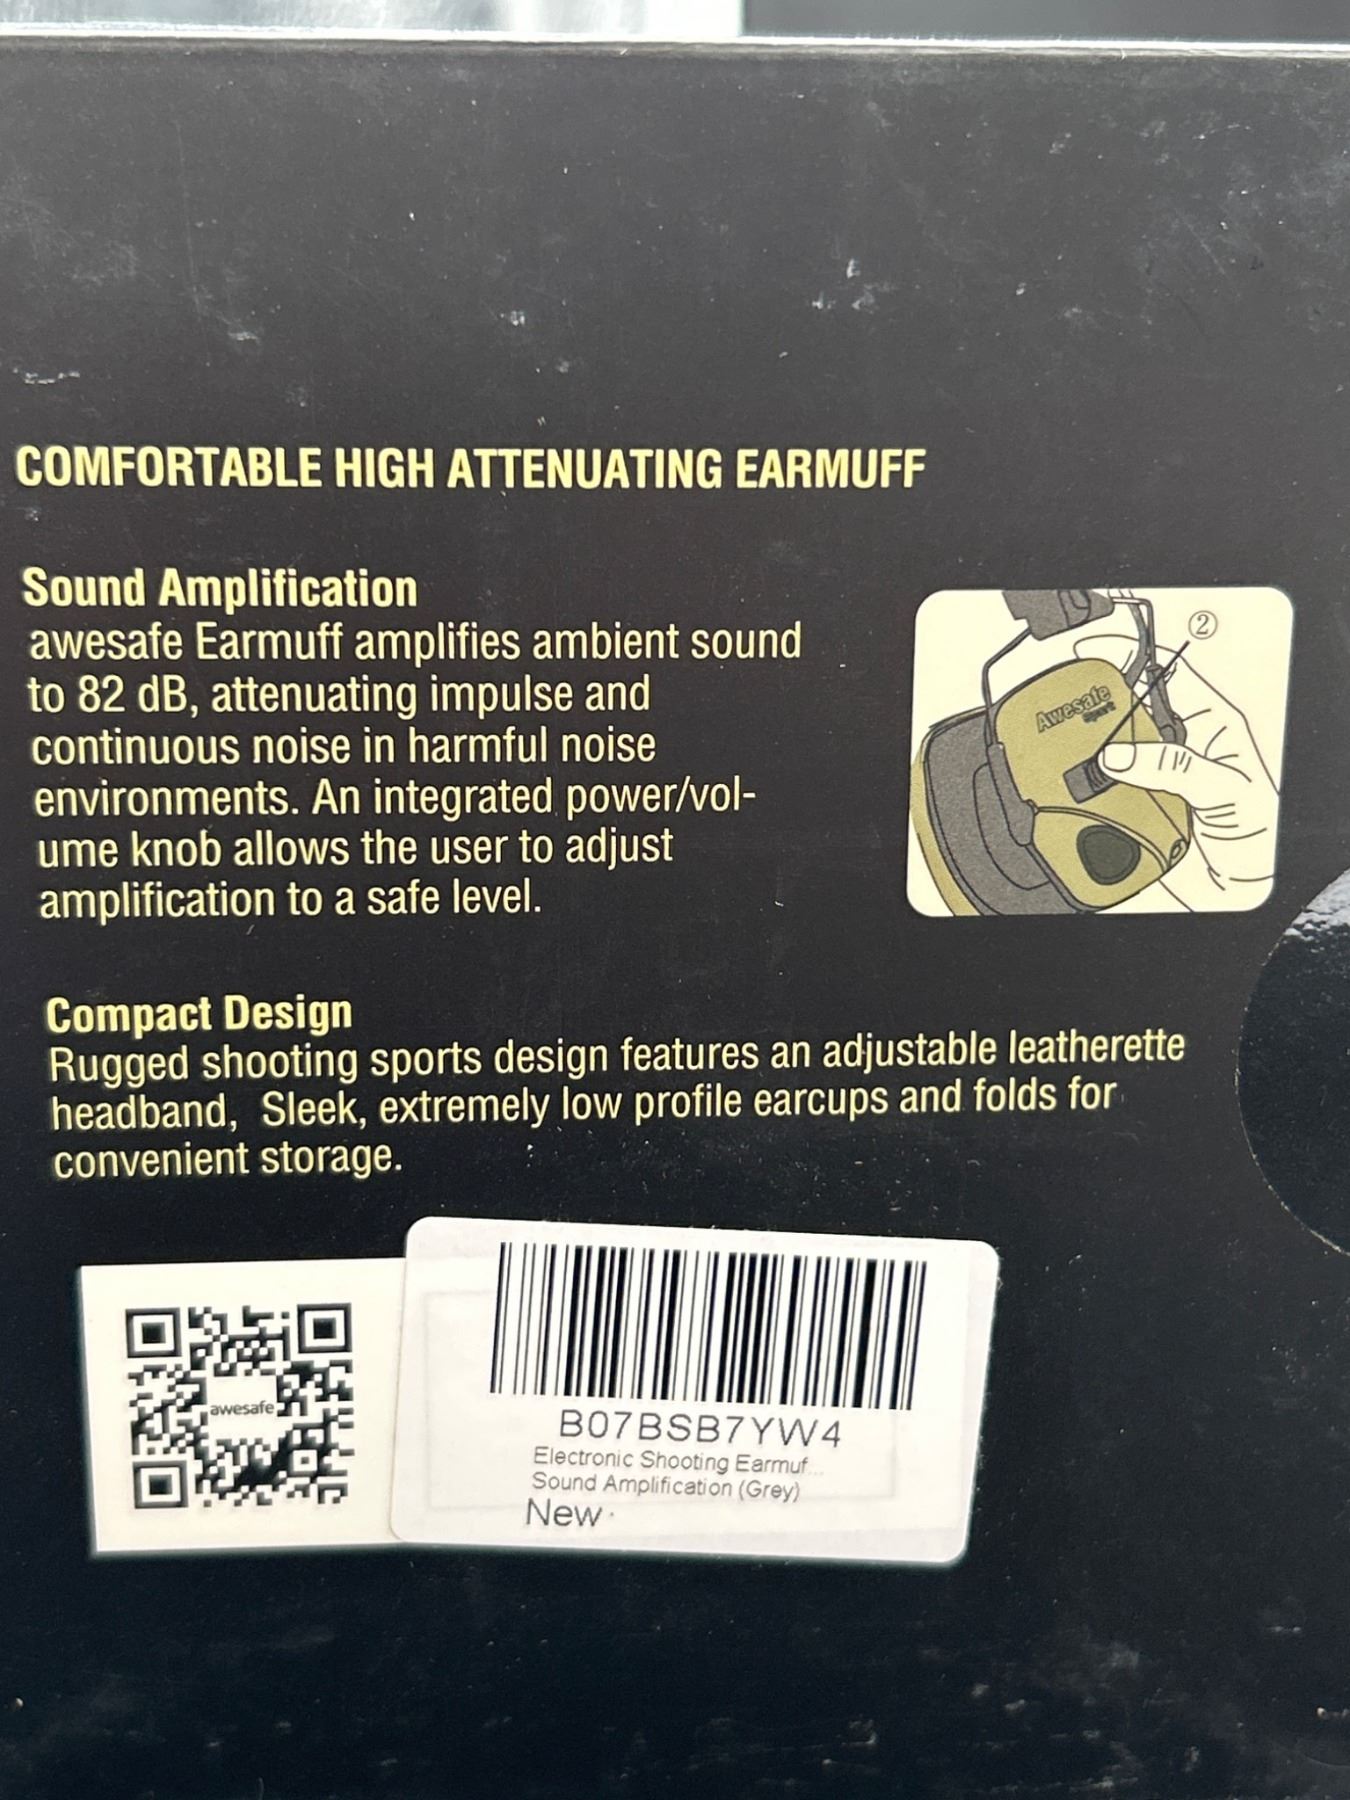 COMFORTABLE HIGH ATTENUATING EARMUFF
Sound Amplification
awesafe Earmuff amplifies ambient sound
to 82 dB, attenuating impulse and
continuous noise in harmful noise
environments. An integrated power/vol-
ume knob allows the user to adjust
amplification to a safe level.
②
Awesafe
Sport
Compact Design
Rugged shooting sports design features an adjustable leatherette
headband, Sleek, extremely low profile earcups and folds for
convenient storage.
awesafe
B07BSB7YW4
Electronic Shooting Earmuf...
Sound Amplification (Grey)
New